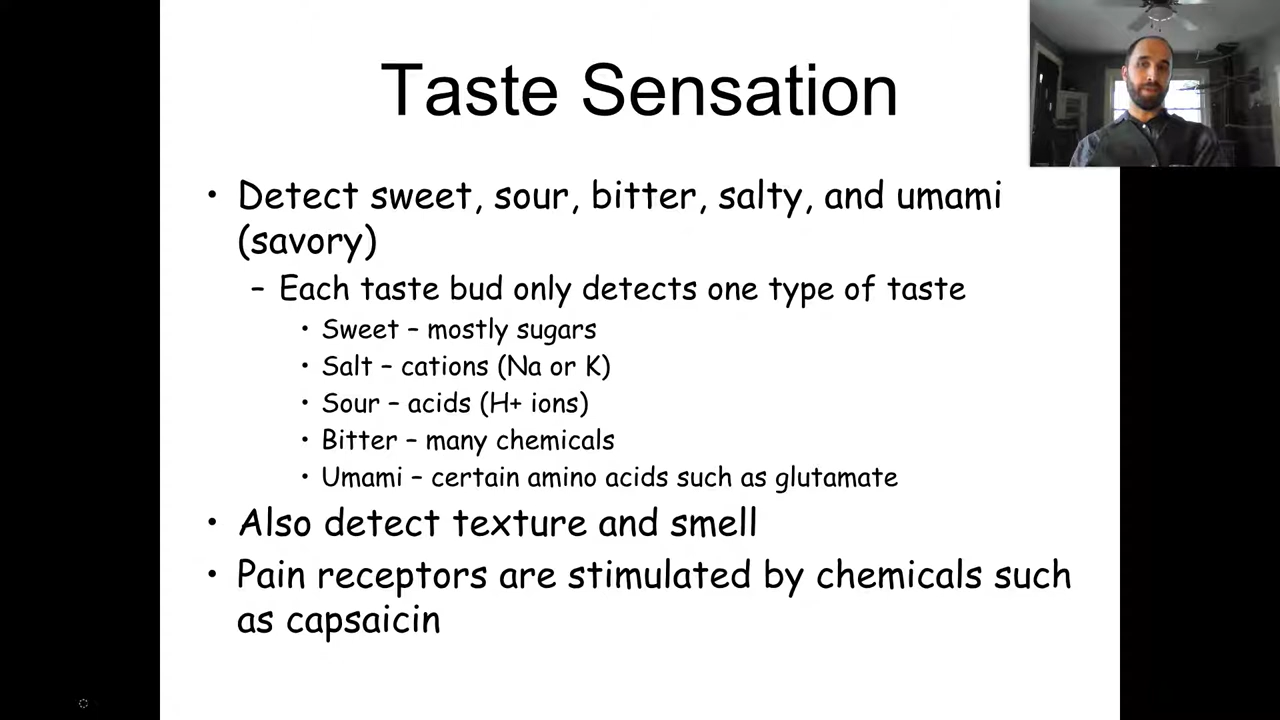 Taste Sensation
• Detect sweet, sour, bitter, salty, and umami
(savory)
– Each taste bud only detects one type of taste
• Sweet – mostly sugars
• Salt – cations (Na or K)
• Sour – acids (H+ ions)
• Bitter – many chemicals
• Umami – certain amino acids such as glutamate
• Also detect texture and smell
• Pain receptors are stimulated by chemicals such
as capsaicin